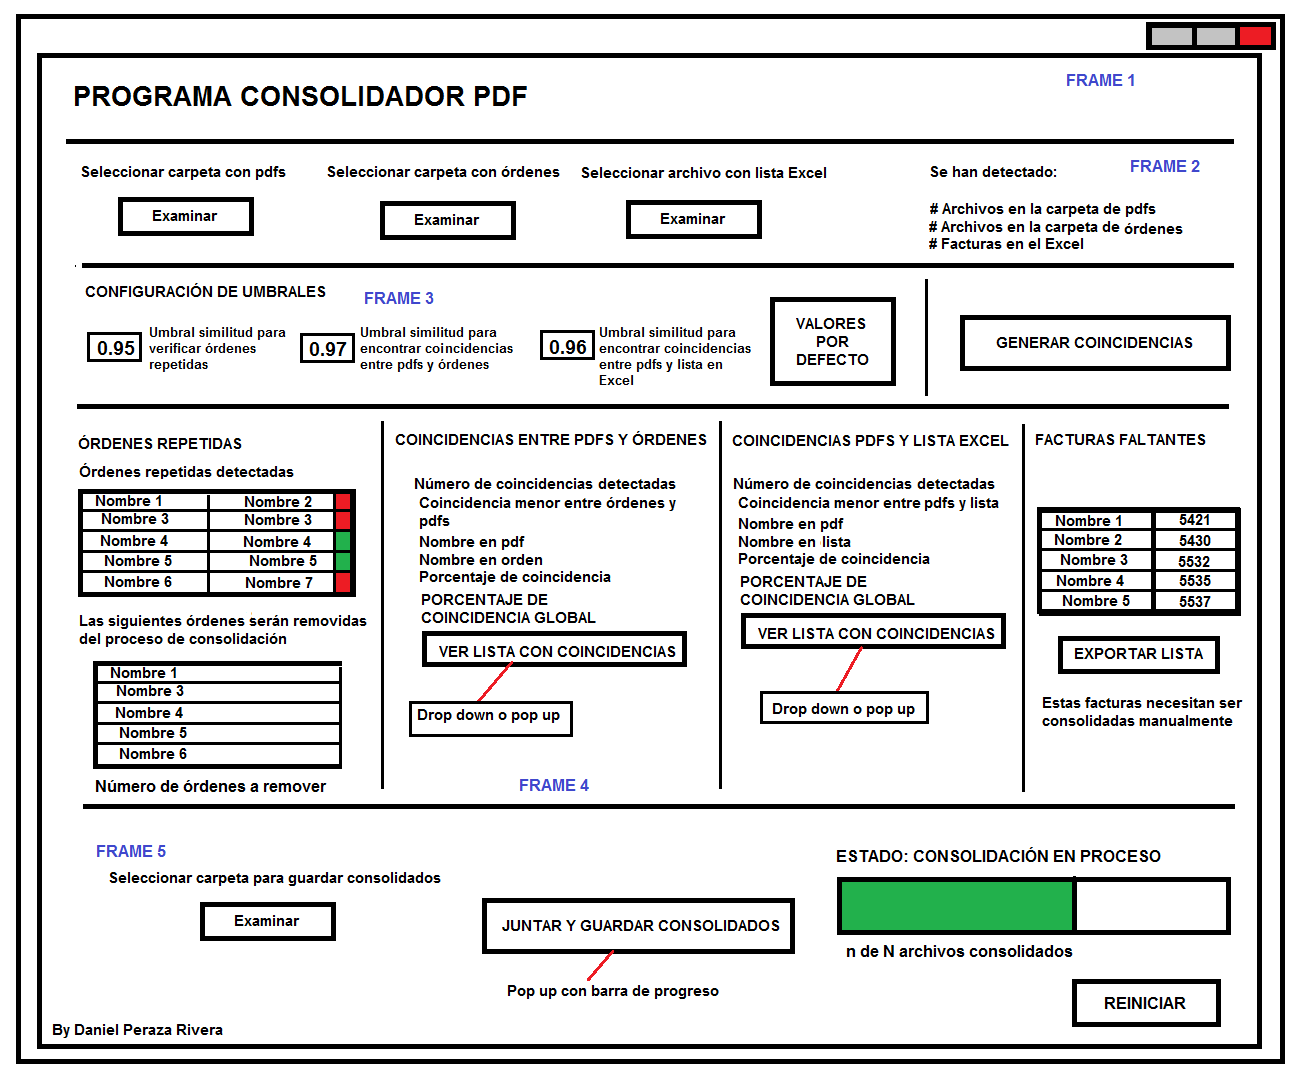 PROGRAMA CONSOLIDADOR PDF
FRAME 1
FRAME 2
Seleccionar carpeta con pdfs
Examinar
Seleccionar carpeta con órdenes
Examinar
Seleccionar archivo con lista Excel
Examinar
Se han detectado:
# Archivos en la carpeta de pdfs
# Archivos en la carpeta de órdenes
# Facturas en el Excel
CONFIGURACIÓN DE UMBRALES
FRAME 3
0.95
Umbral similitud para
verificar órdenes
repetidas
0.97
Umbral similitud para
encontrar coincidencias
entre pdfs y órdenes
0.96
Umbral similitud para
encontrar coincidencias
entre pdfs y lista en
Excel
VALORES
POR
DEFECTO
GENERAR COINCIDENCIAS
ÓRDENES REPETIDAS
Órdenes repetidas detectadas
Nombre 1 Nombre 2
Nombre 3 Nombre 3
Nombre 4 Nombre 4
Nombre 5 Nombre 5
Nombre 6 Nombre 7
Las siguientes órdenes serán removidas
del proceso de consolidación
Nombre 1
Nombre 3
Nombre 4
Nombre 5
Nombre 6
Número de órdenes a remover
COINCIDENCIAS ENTRE PDFS Y ÓRDENES
Número de coincidencias detectadas
Coincidencia menor entre órdenes y
pdfs
Nombre en pdf
Nombre en orden
Porcentaje de coincidencia
PORCENTAJE DE
COINCIDENCIA GLOBAL
VER LISTA CON COINCIDENCIAS
Drop down o pop up
FRAME 4
COINCIDENCIAS PDFS Y LISTA EXCEL
Número de coincidencias detectadas
Coincidencia menor entre pdfs y lista
Nombre en pdf
Nombre en lista
Porcentaje de coincidencia
PORCENTAJE DE
COINCIDENCIA GLOBAL
VER LISTA CON COINCIDENCIAS
Drop down o pop up
FACTURAS FALTANTES
Nombre 1 5421
Nombre 2 5430
Nombre 3 5532
Nombre 4 5535
Nombre 5 5537
EXPORTAR LISTA
Estas facturas necesitan ser
consolidadas manualmente
FRAME 5
Seleccionar carpeta para guardar consolidados
Examinar
JUNTAR Y GUARDAR CONSOLIDADOS
Pop up con barra de progreso
ESTADO: CONSOLIDACIÓN EN PROCESO
n de N archivos consolidados
REINICIAR
By Daniel Peraza Rivera